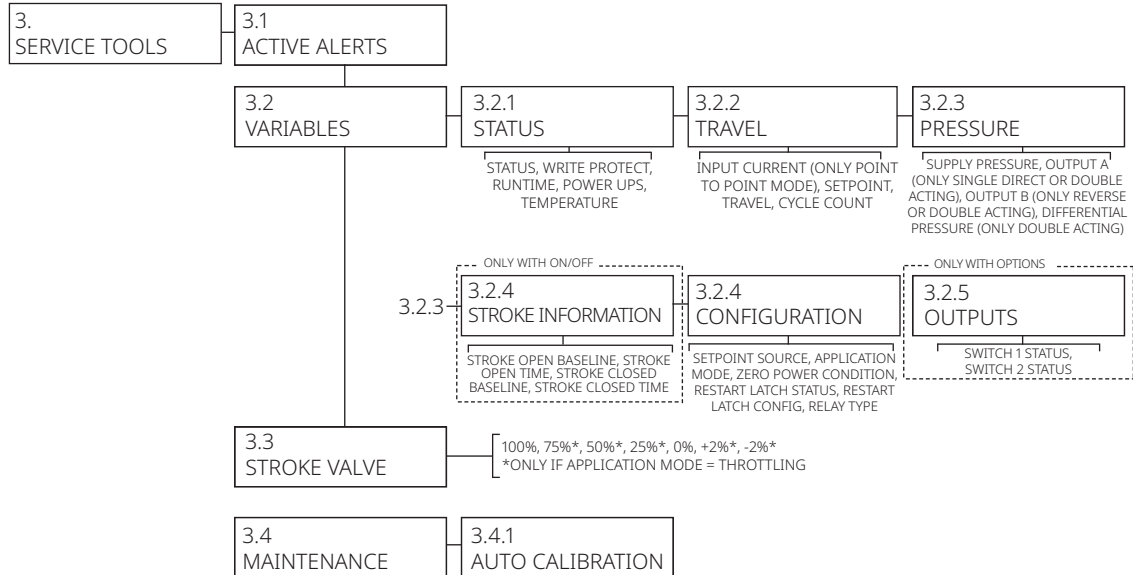 3.
SERVICE TOOLS
3.1
ACTIVE ALERTS
3.2
VARIABLES
3.2.1
STATUS
STATUS, WRITE PROTECT,
RUNTIME, POWER UPS,
TEMPERATURE
3.2.2
TRAVEL
INPUT CURRENT (ONLY POINT
TO POINT MODE), SETPOINT,
TRAVEL, CYCLE COUNT
3.2.3
PRESSURE
SUPPLY PRESSURE, OUTPUT A
(ONLY SINGLE DIRECT OR DOUBLE
ACTING), OUTPUT B (ONLY REVERSE
OR DOUBLE ACTING), DIFFERENTIAL
PRESSURE (ONLY DOUBLE ACTING)
3.2.3
ONLY WITH ON/OFF
3.2.4
STROKE INFORMATION
STROKE OPEN BASELINE, STROKE
OPEN TIME, STROKE CLOSED
BASELINE, STROKE CLOSED TIME
3.2.4
CONFIGURATION
SETPOINT SOURCE, APPLICATION
MODE, ZERO POWER CONDITION,
RESTART LATCH STATUS, RESTART
LATCH CONFIG, RELAY TYPE
ONLY WITH OPTIONS
3.2.5
OUTPUTS
SWITCH 1 STATUS,
SWITCH 2 STATUS
3.3
STROKE VALVE
100%, 75%*, 50%*, 25%*, 0%, +2%*, -2%*
*ONLY IF APPLICATION MODE = THROTTLING
3.4
MAINTENANCE
3.4.1
AUTO CALIBRATION